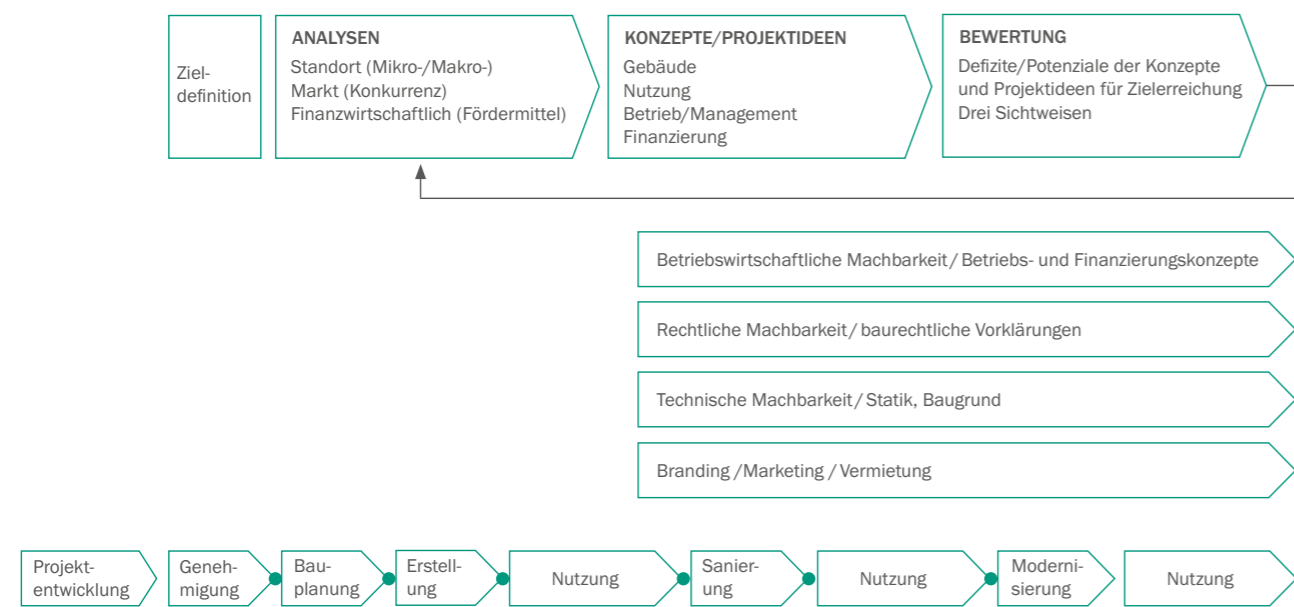 Ziel-
definition
ANALYSEN
Standort (Mikro-/Makro-)
Markt (Konkurrenz)
Finanzwirtschaftlich (Fördermittel)
KONZEPTE/PROJEKTIDEEN
Gebäude
Nutzung
Betrieb/Management
Finanzierung
BEWERTUNG
Defizite/Potenziale der Konzepte
und Projektideen für Zielerreichung
Drei Sichtweisen
Betriebswirtschaftliche Machbarkeit/ Betriebs- und Finanzierungskonzepte
Rechtliche Machbarkeit/ baurechtliche Vorklärungen
Technische Machbarkeit/ Statik, Baugrund
Branding /Marketing / Vermietung
Projekt-
entwicklung
Geneh-
migung
Bau-
planung
Erstell-
ung
Nutzung
Sanier-
ung
Nutzung
Moderni-
sierung
Nutzung